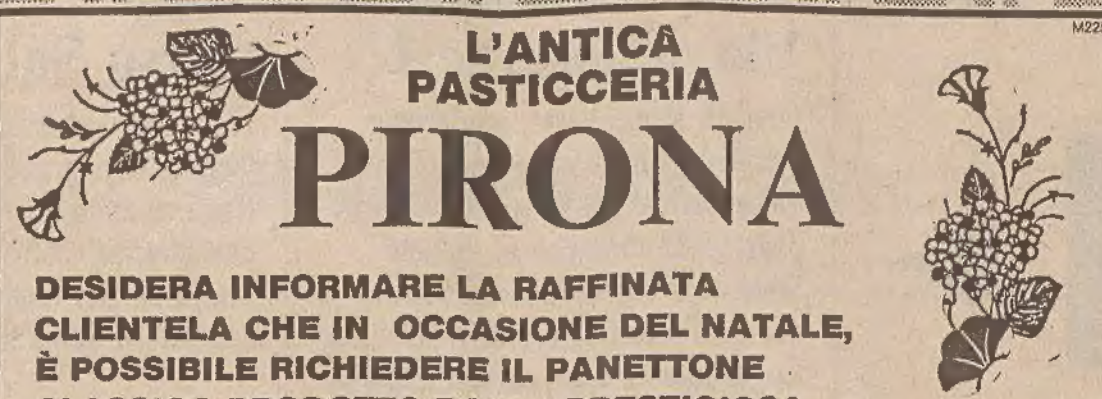 M22
L'ANTICA
PASTICCERIA
PIRONA
DESIDERA INFORMARE LA RAFFINATA
CLIENTELA CHE IN OCCASIONE DEL NATALE,
È POSSIBILE RICHIEDERE IL PANETTONE